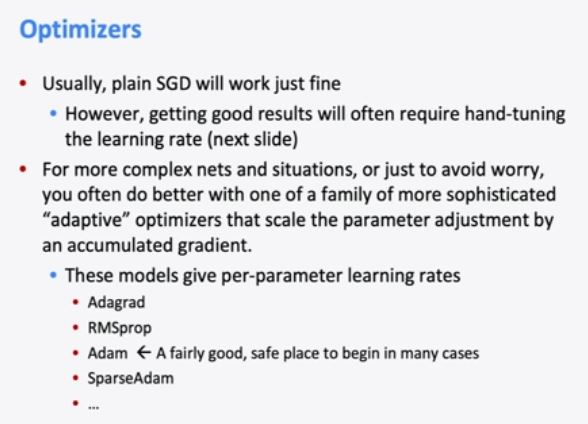 Optimizers
• Usually, plain SGD will work just fine
• However, getting good results will often require hand-tuning
the learning rate (next slide)
• For more complex nets and situations, or just to avoid worry,
you often do better with one of a family of more sophisticated
“adaptive” optimizers that scale the parameter adjustment by
an accumulated gradient.
• These models give per-parameter learning rates
• Adagrad
• RMSprop
• Adam ← A fairly good, safe place to begin in many cases
• SparseAdam
• ...